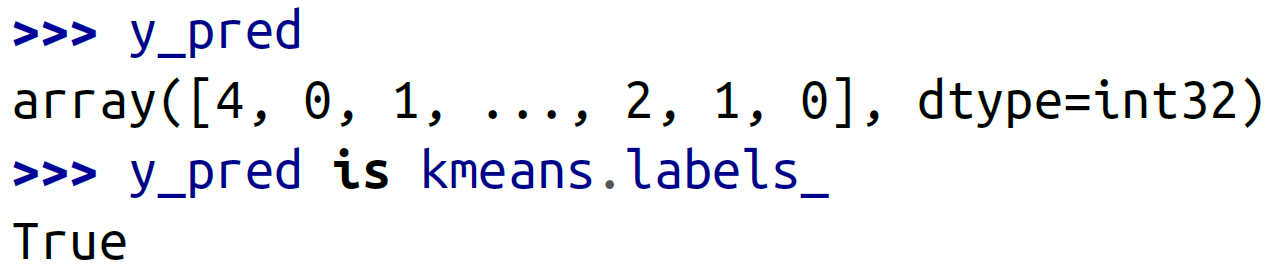 >>> y_pred
array([4, 0, 1, ..., 2, 1, 0], dtype=int32)
>>> y_pred is kmeans.labels_
True